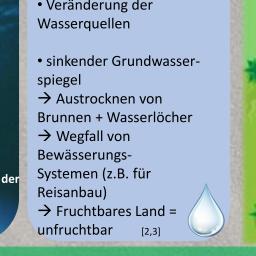 • Veränderung der
Wasserquellen
• sinkender Grundwasser-
spiegel
→ Austrocknen von
Brunnen + Wasserlöcher
→ Wegfall von
Bewässerungs-
Systemen (z.B. für
der
Reisanbau)
→ Fruchtbares Land =
unfruchtbar [2,3]